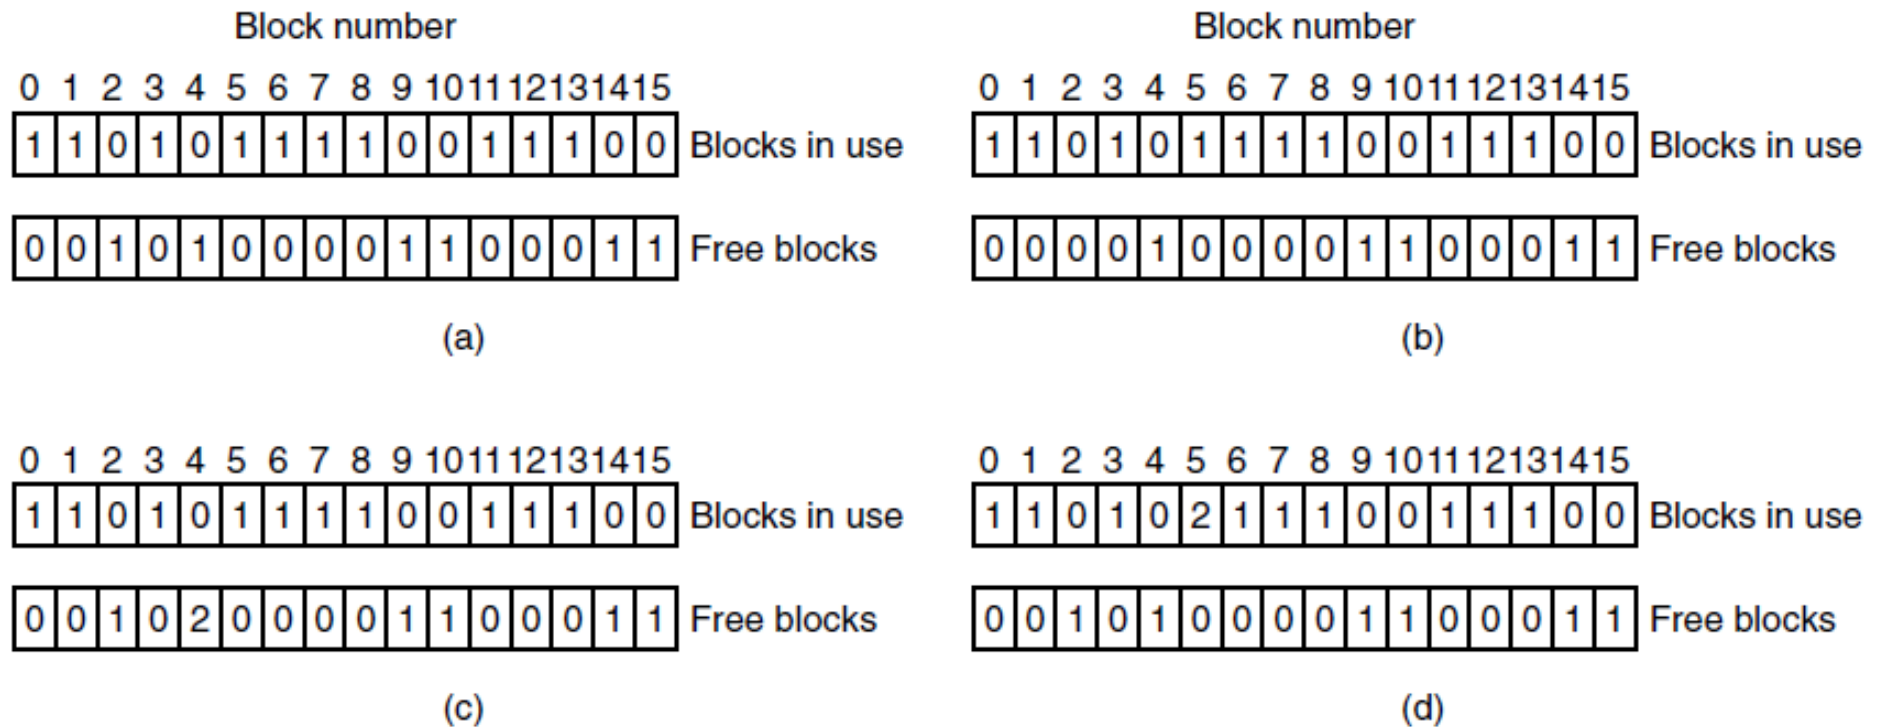 Block number
0 1 2 3 4 5 6 7 8 9 10 11 12 13 14 15
1 1 0 1 0 1 1 1 1 0 0 1 1 1 0 0 Blocks in use
0 0 1 0 1 0 0 0 0 1 1 0 0 0 1 1 Free blocks
(a)
Block number
0 1 2 3 4 5 6 7 8 9 10 11 12 13 14 15
1 1 0 1 0 1 1 1 1 0 0 1 1 1 0 0 Blocks in use
0 0 0 0 1 0 0 0 0 1 1 0 0 0 1 1 Free blocks
(b)
0 1 2 3 4 5 6 7 8 9 10 11 12 13 14 15
1 1 0 1 0 1 1 1 1 0 0 1 1 1 0 0 Blocks in use
0 0 1 0 2 0 0 0 0 1 1 0 0 0 1 1 Free blocks
(c)
0 1 2 3 4 5 6 7 8 9 10 11 12 13 14 15
1 1 0 1 0 2 1 1 1 0 0 1 1 1 0 0 Blocks in use
0 0 1 0 1 0 0 0 0 1 1 0 0 0 1 1 Free blocks
(d)